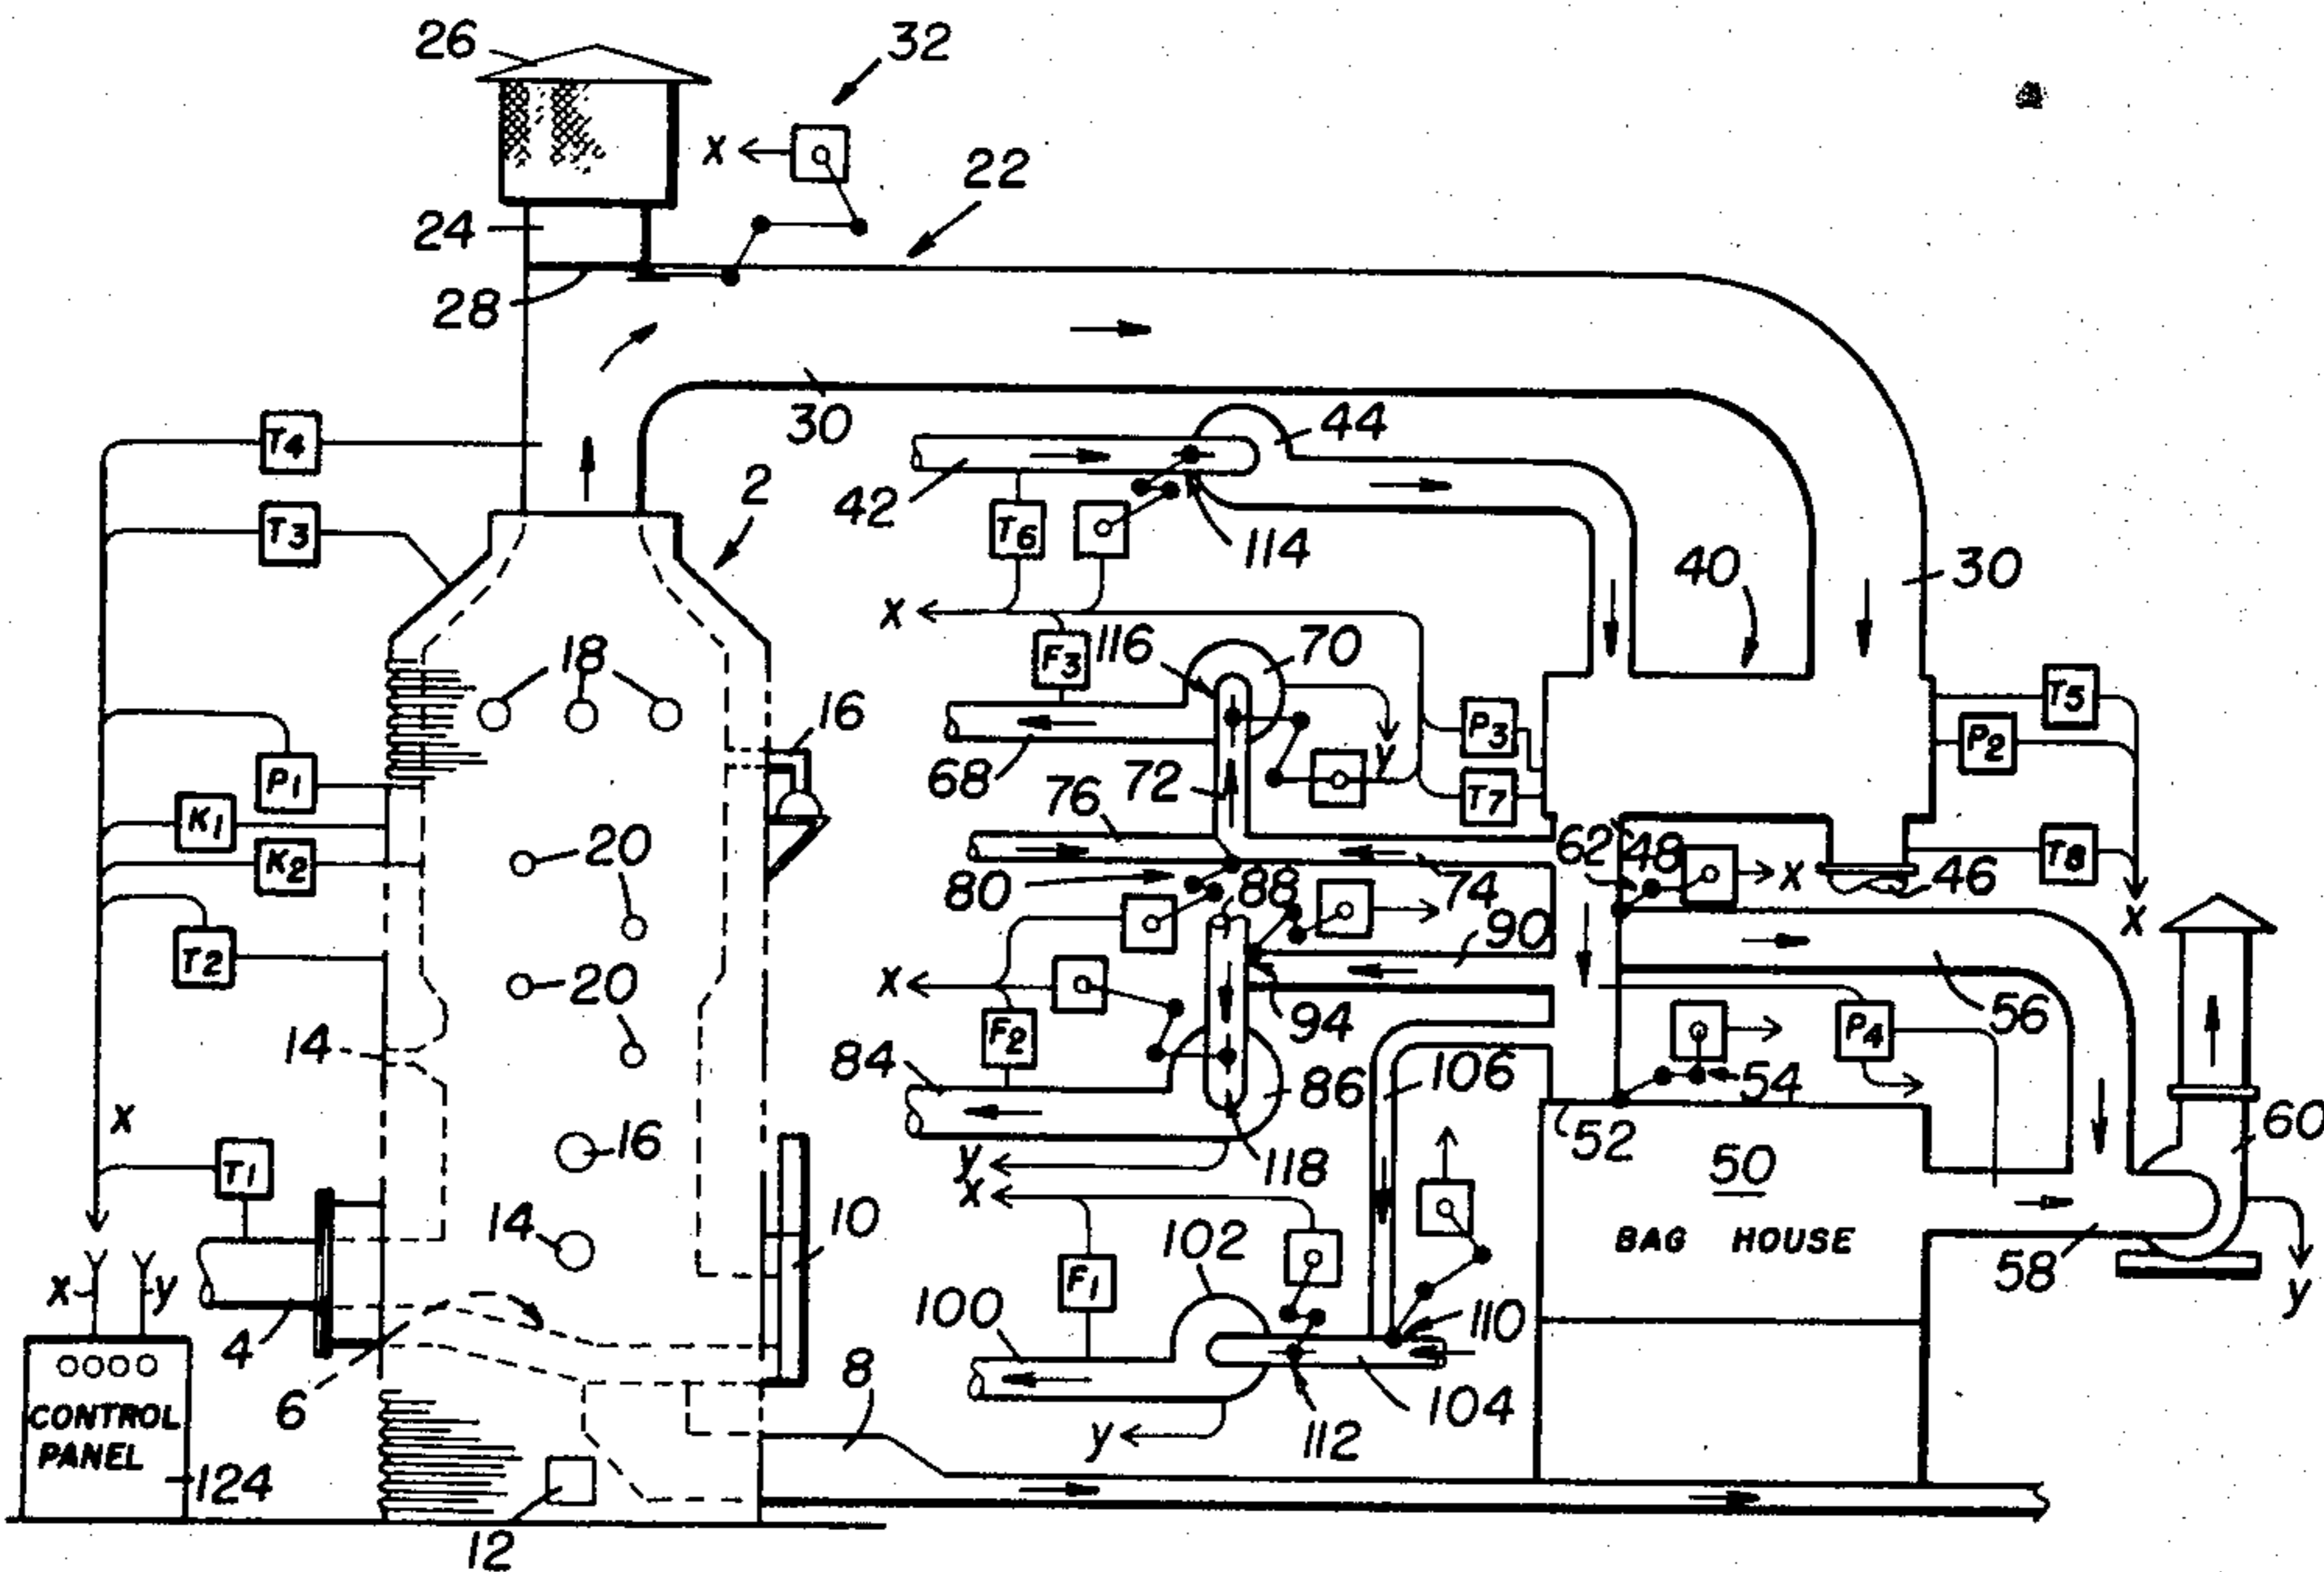 26
32
X
22
24
28
30
44
T4
42
2
T3
T6
114
40
30
X
18
F3
116
70
16
T5
P3
P2
P1
68
y
76
72
T7
K1
20
62
48
X
T8
K2
80
88
74
46
90
X
T2
20
X
14
F2
94
P4
56
84
86
106
54
X
16
118
52
60
T1
y
X
50
14
10
102
BAG HOUSE
X
y
F1
58
y
4
100
110
6
8
CONTROL
PANEL
y
112
104
124
12